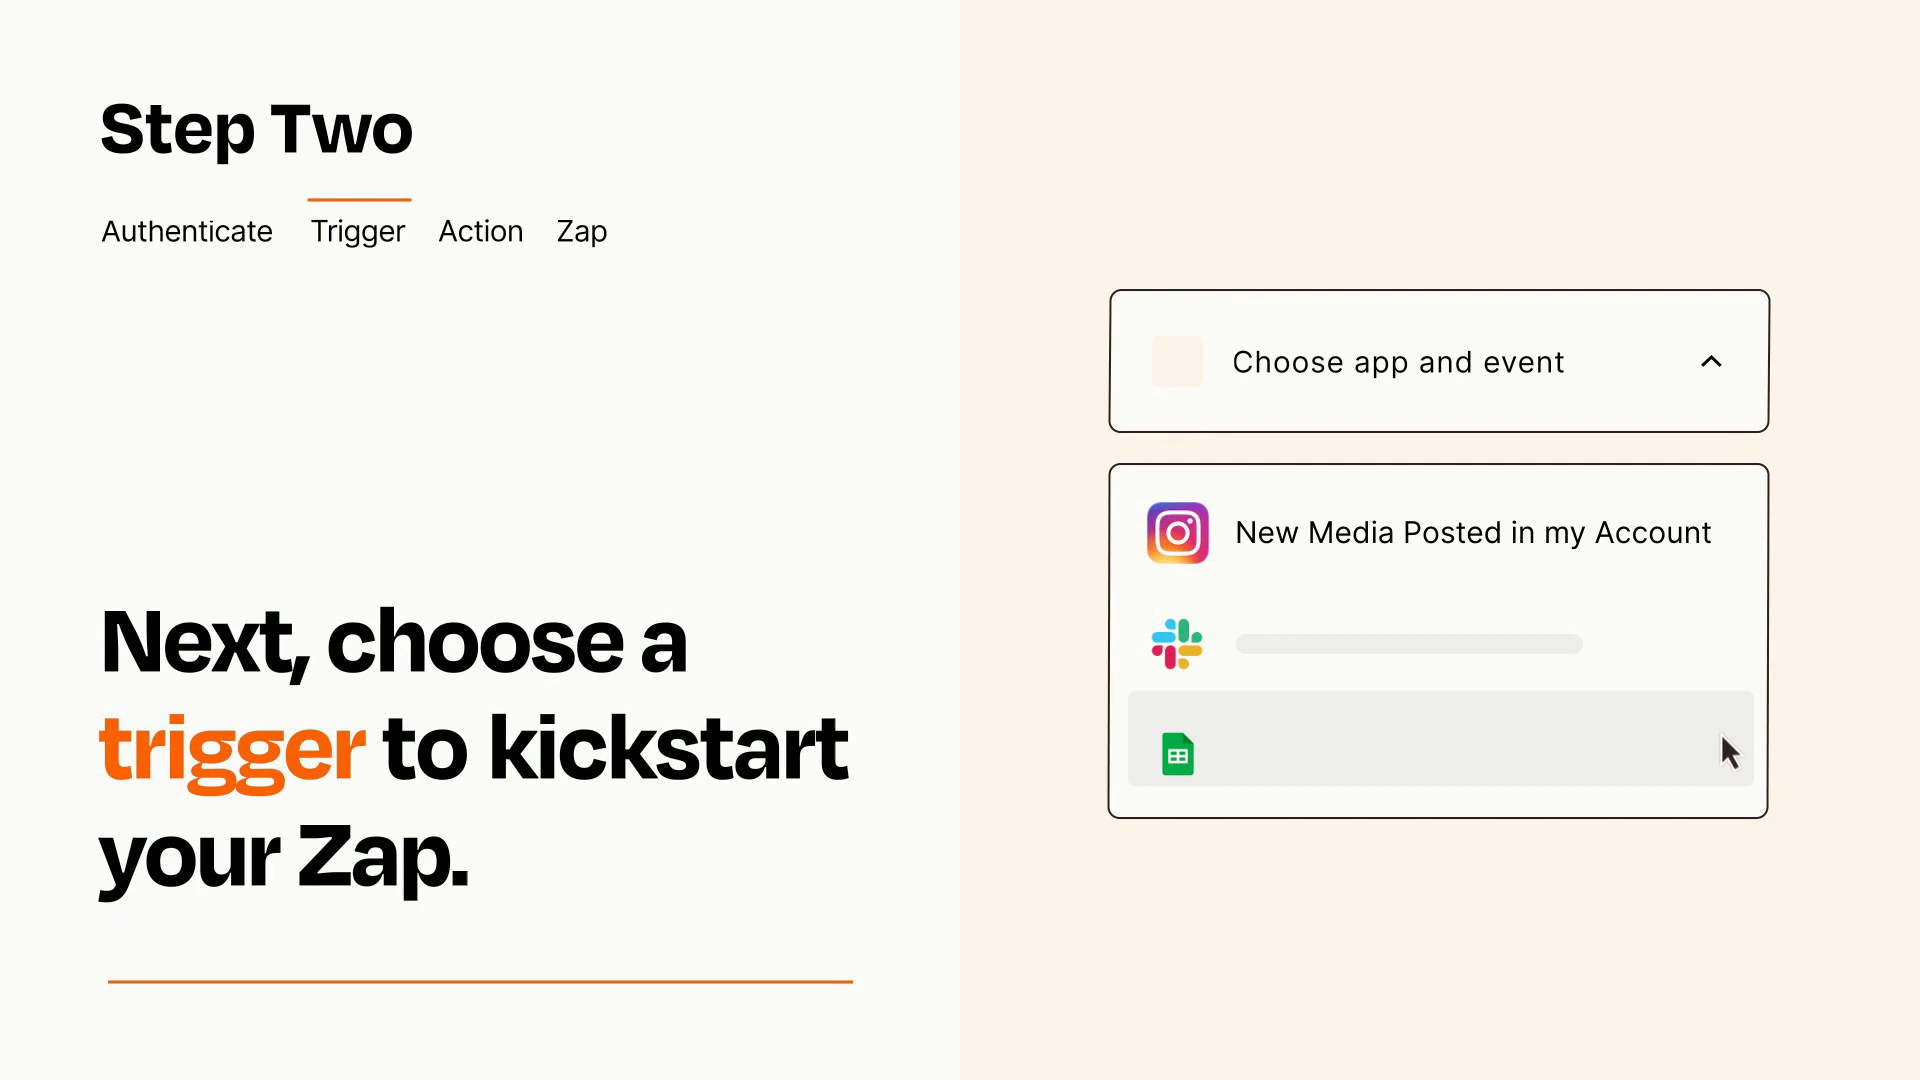 Step Two
Authenticate Trigger Action Zap
Next, choose a
trigger to kickstart
your Zap.
Choose app and event
New Media Posted in my Account